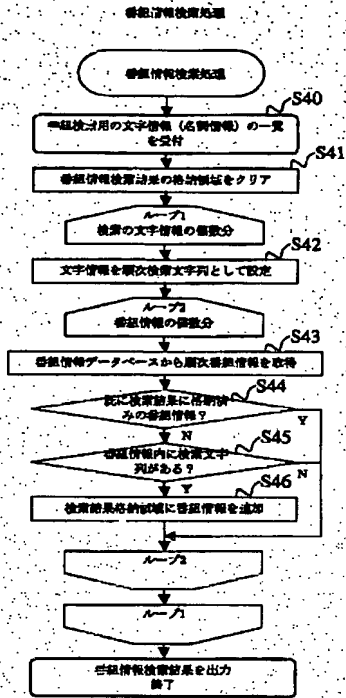 番組情報検索処理
番組情報検索処理
S40
番組検索用の文字情報（名詞情報）の一覧
を受付
S41
番組情報検索結果の格納領域をクリア
ループ1
検索の文字情報の個数分
S42
文字情報を順次検索文字列として設定
ループ2
番組情報の個数分
S43
番組情報データベースから順次番組情報を取得
S44
既に検索結果に格納済
みの番組情報？
Y
N
S45
番組情報内に検索文字
列がある？
N
Y
S46
検索結果格納領域に番組情報を追加
ループ2
ループ1
番組情報検索結果を出力
終了